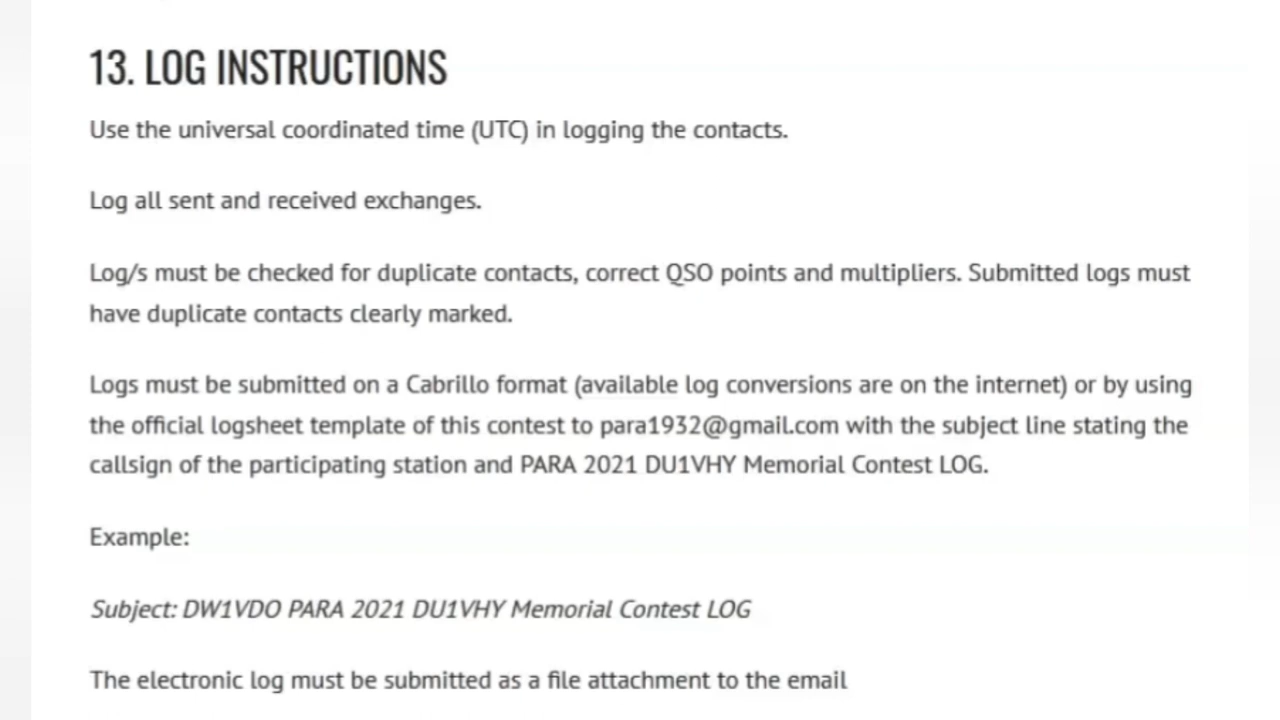 13. LOG INSTRUCTIONS
Use the universal coordinated time (UTC) in logging the contacts.
Log all sent and received exchanges.
Log/s must be checked for duplicate contacts, correct QSO points and multipliers. Submitted logs must
have duplicate contacts clearly marked.
Logs must be submitted on a Cabrillo format (available log conversions are on the internet) or by using
the official logsheet template of this contest to para1932@gmail.com with the subject line stating the
callsign of the participating station and PARA 2021 DU1VHY Memorial Contest LOG.
Example:
Subject: DW1VDO PARA 2021 DU1VHY Memorial Contest LOG
The electronic log must be submitted as a file attachment to the email